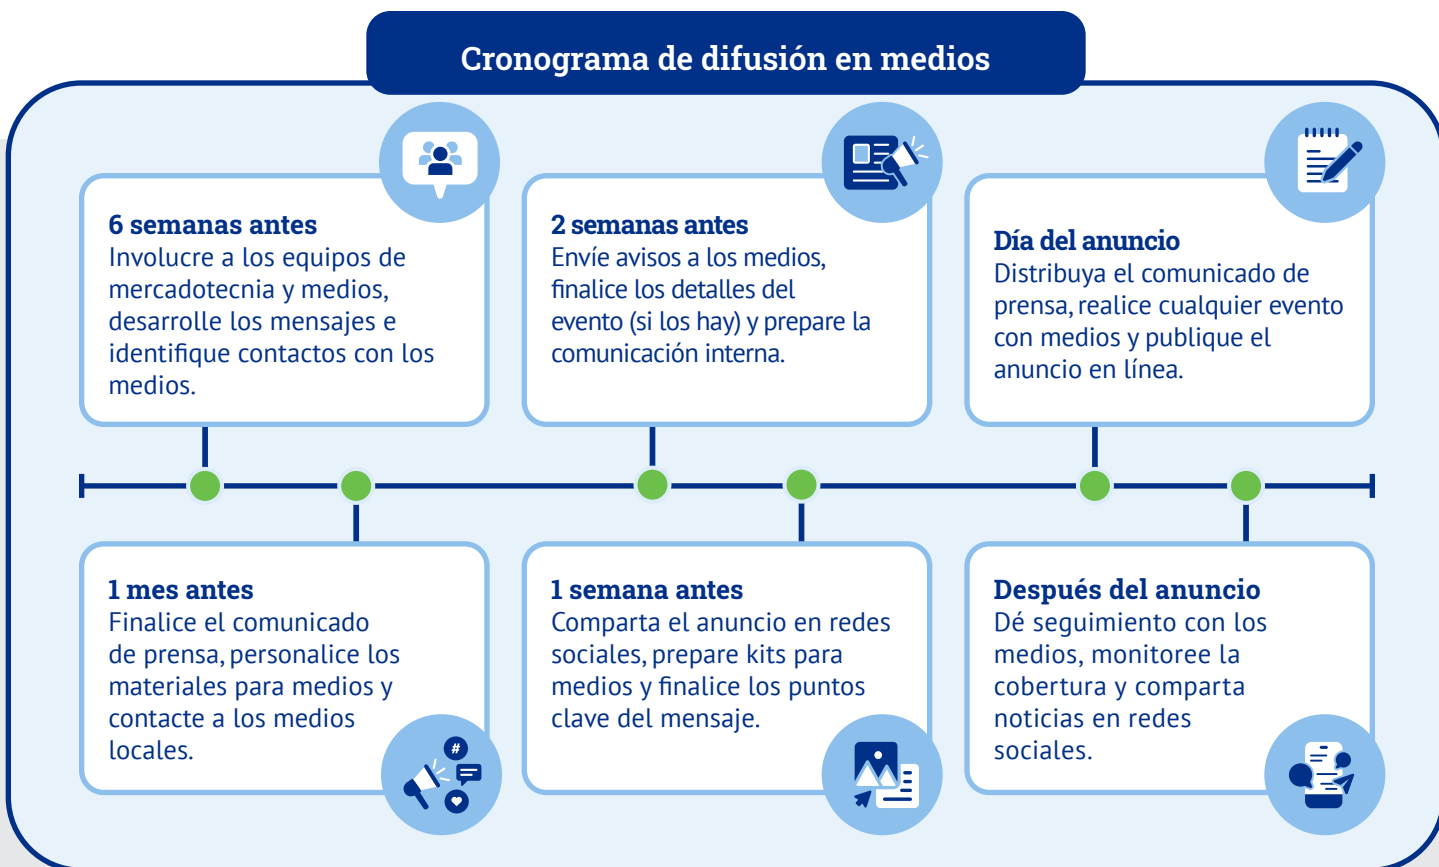 Cronograma de difusión en medios
6 semanas antes
Involucre a los equipos de
mercadotecnia y medios,
desarrolle los mensajes e
identifique contactos con los
medios.
1 mes antes
Finalice el comunicado
de prensa, personalice los
materiales para medios y
contacte a los medios
locales.
#
2 semanas antes
Envíe avisos a los medios,
finalice los detalles del
evento (si los hay) y prepare la
comunicación interna.
1 semana antes
Comparta el anuncio en redes
sociales, prepare kits para
medios y finalice los puntos
clave del mensaje.
Día del anuncio
Distribuya el comunicado de
prensa, realice cualquier evento
con medios y publique el
anuncio en línea.
Después del anuncio
Dé seguimiento con los
medios, monitoree la
cobertura y comparta
noticias en redes
sociales.